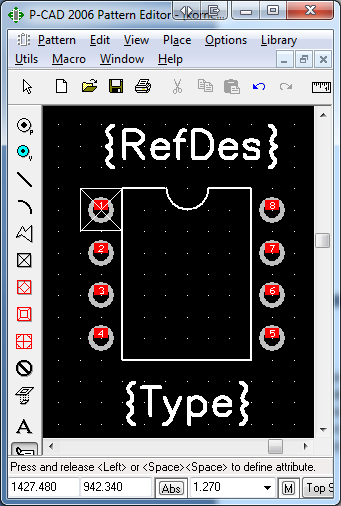 P-CAD 2006 Pattern Editor - [корпе
Pattern Edit View Place Options Library
Utils Macro Window Help
P
V
{RefDes}
1 8
2 7
3 6
4 5
{Type}
A
Press and release <Left> or <Space><Space> to define attribute.
1427.480 942.340 Abs 1.270 M Top S